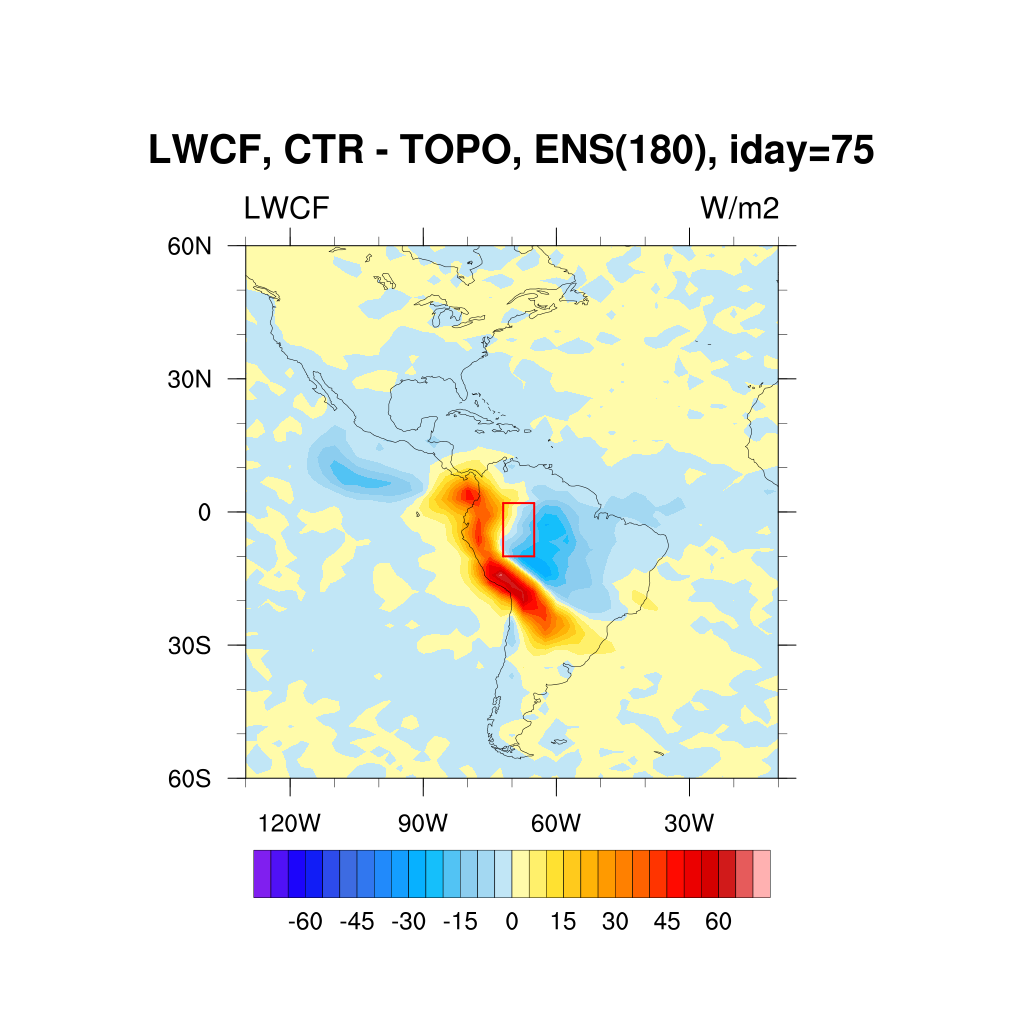 LWCF, CTR - TOPO, ENS(180), iday=75
LWCF W/m2
60N
30N
0
30S
60S
120W 90W 60W 30W
-60 -45 -30 -15 0 15 30 45 60